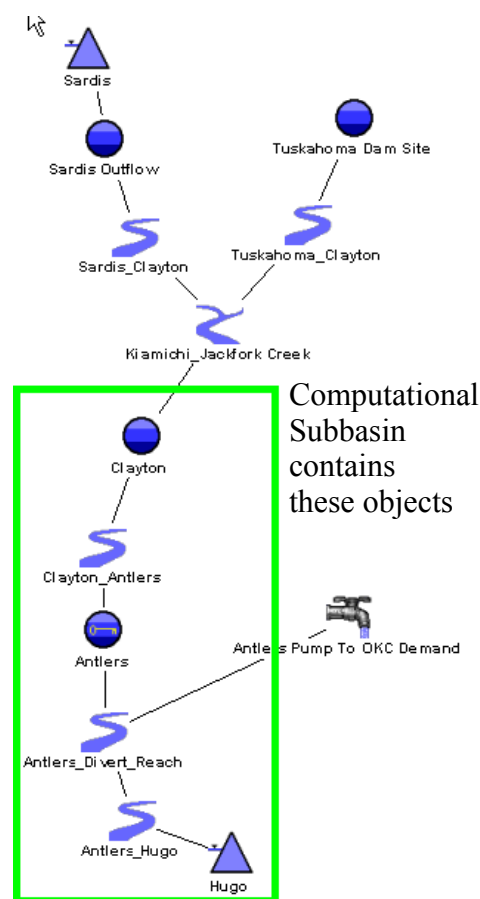 Sardis
Sardis Outflow
Tuskahoma Dam Site
Sardis_Clayton
Tuskahoma_Clayton
Kiamichi_Jackfork Creek
Computational
Subbasin
contains
these objects
Clayton
Clayton_Antlers
Antlers
Antlers Pump To OKC Demand
Antlers_Divert_Reach
Antlers_Hugo
Hugo